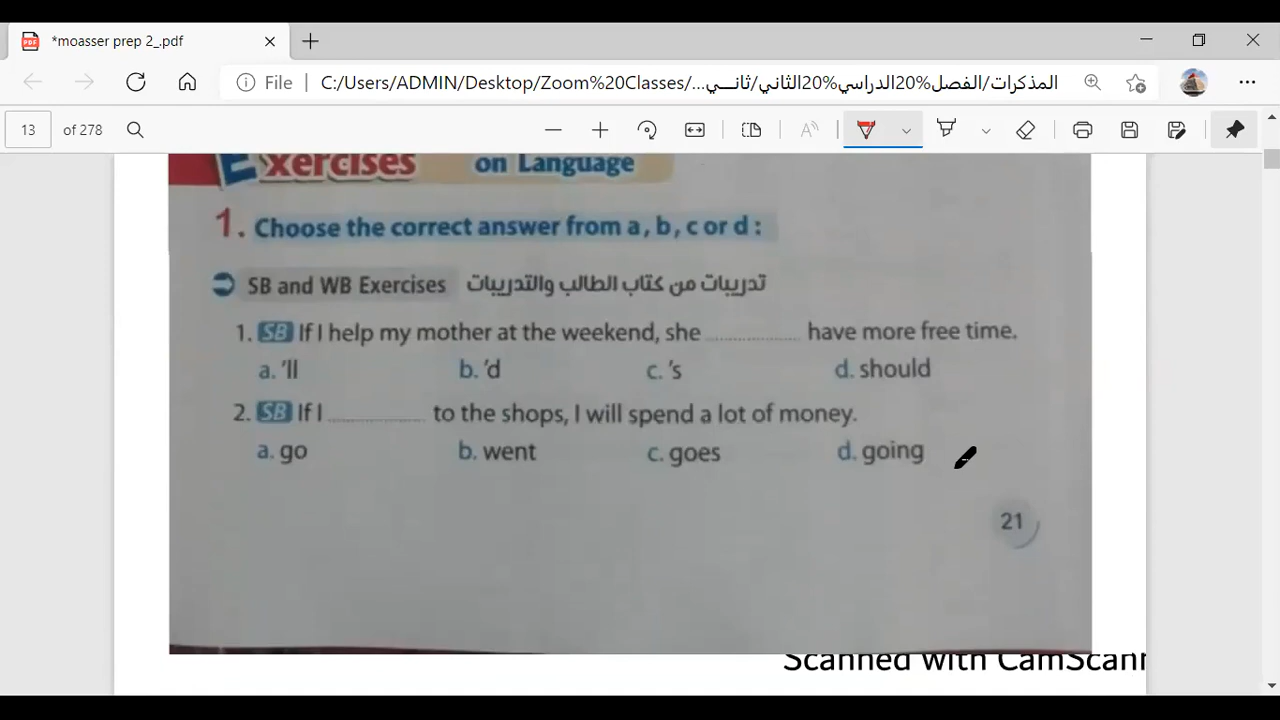 *moasser prep 2_.pdf
File C:/Users/ADMIN/Desktop/Zoom%20Classes/المذكرات/الفصل%20الدراسي%20الثاني/ثانـــي...
13 of 278
Exercises on Language
1. Choose the correct answer from a, b, c or d :
SB and WB Exercises تدريبات من كتاب الطالب والتدريبات
1. SB If I help my mother at the weekend, she .................... have more free time.
a. 'll b. 'd c. 's d. should
2. SB If I .................... to the shops, I will spend a lot of money.
a. go b. went c. goes d. going
21
Scanned with CamScann